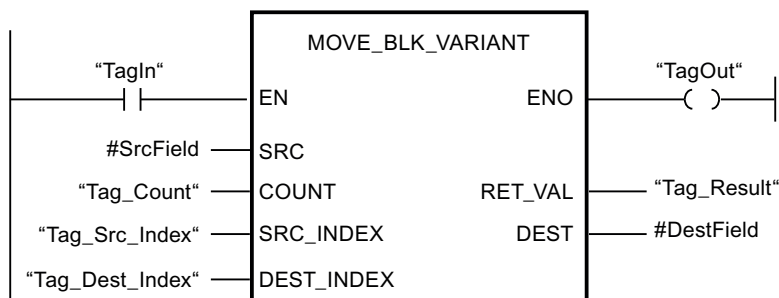 MOVE_BLK_VARIANT
“TagIn“ “TagOut“
EN ENO
#SrcField SRC
“Tag_Count“ COUNT RET_VAL “Tag_Result“
“Tag_Src_Index“ SRC_INDEX DEST #DestField
“Tag_Dest_Index“ DEST_INDEX